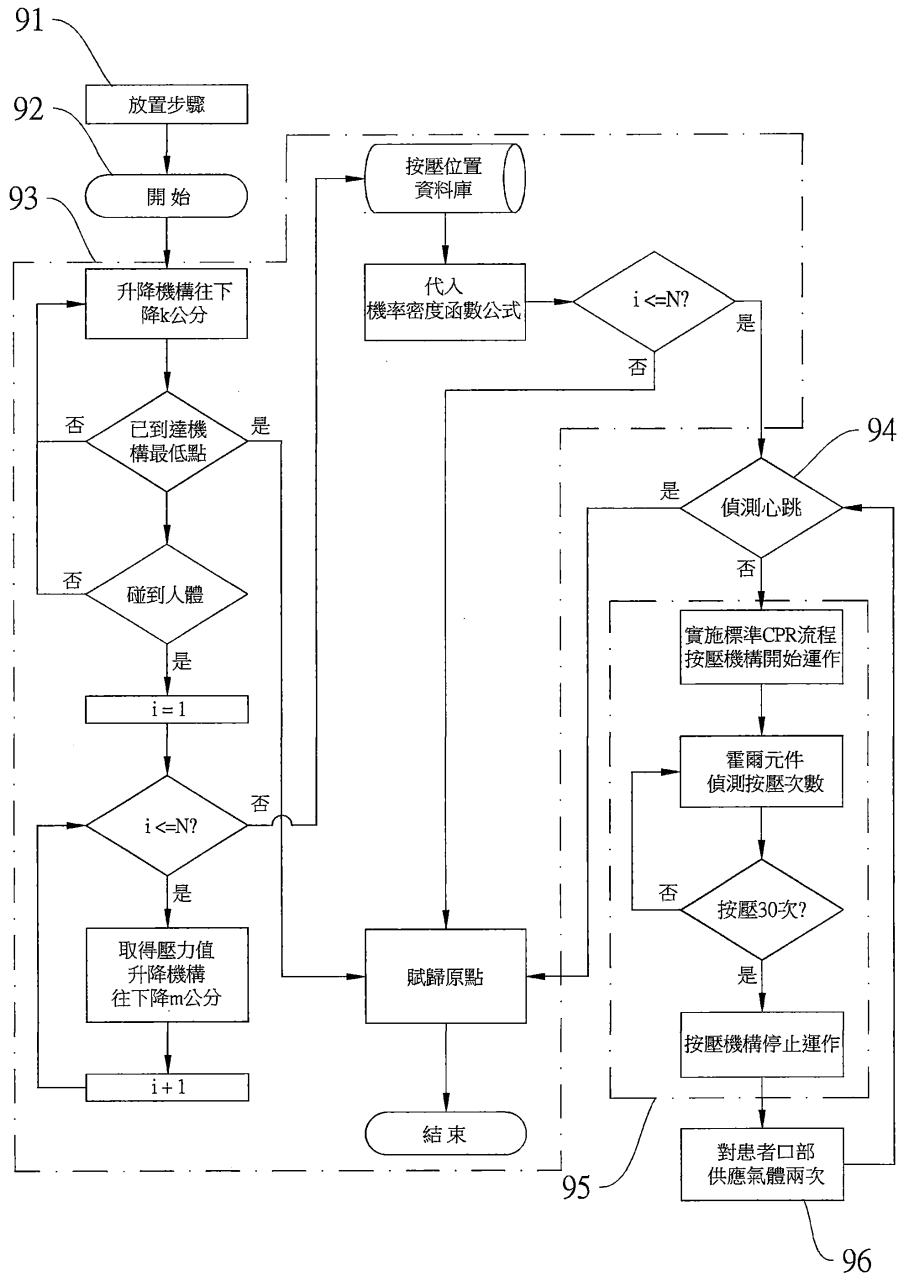 91
放置步驟
92
開始
93
升降機構往下
降k公分
否
已到達機
構最低點
是
否
碰到人體
是
i=1
i<=N?
否
是
取得壓力值
升降機構
往下降m公分
i+1
按壓位置
資料庫
代入
機率密度函數公式
i<=N?
是
否
賦歸原點
結束
94
是
偵測心跳
否
實施標準CPR流程
按壓機構開始運作
霍爾元件
偵測按壓次數
否
按壓30次?
是
按壓機構停止運作
95
對患者口部
供應氣體兩次
96